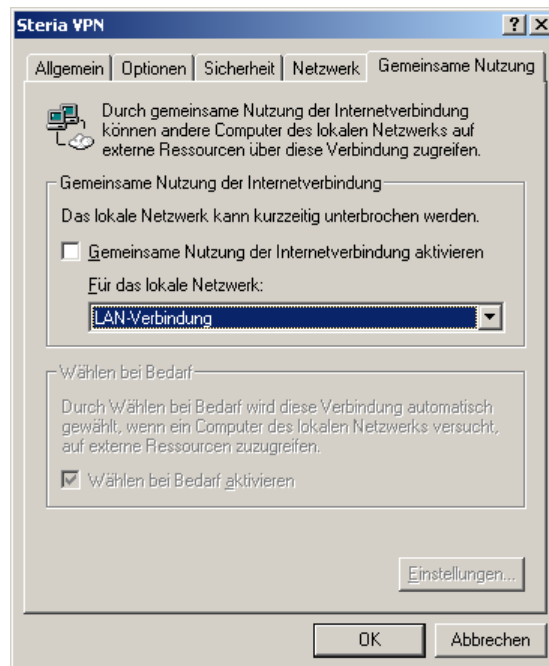 Steria VPN
Allgemein Optionen Sicherheit Netzwerk Gemeinsame Nutzung
Durch gemeinsame Nutzung der Internetverbindung
können andere Computer des lokalen Netzwerks auf
externe Ressourcen über diese Verbindung zugreifen.
Gemeinsame Nutzung der Internetverbindung
Das lokale Netzwerk kann kurzzeitig unterbrochen werden.
Gemeinsame Nutzung der Internetverbindung aktivieren
Für das lokale Netzwerk:
LAN-Verbindung
Wählen bei Bedarf
Durch Wählen bei Bedarf wird diese Verbindung automatisch
gewählt, wenn ein Computer des lokalen Netzwerks versucht,
auf externe Ressourcen zuzugreifen.
Wählen bei Bedarf aktivieren
Einstellungen...
OK Abbrechen